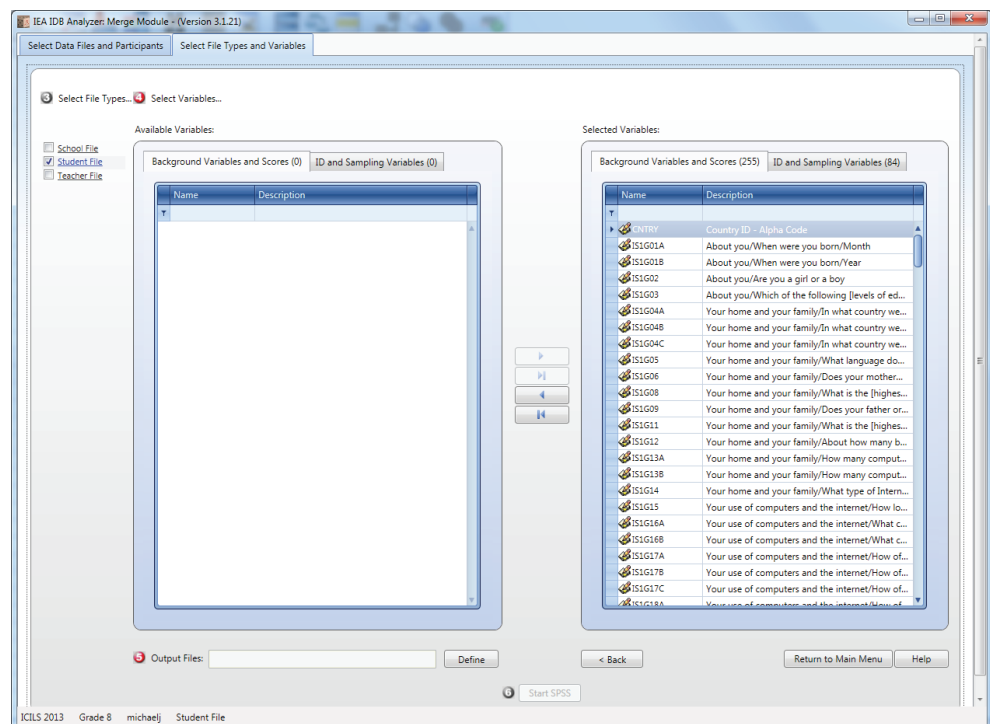 IEA IDB Analyzer: Merge Module - (Version 3.1.21)
Select Data Files and Participants Select File Types and Variables
3 Select File Types... 4 Select Variables...
Available Variables: Selected Variables:
School File
Student File
Teacher File
Background Variables and Scores (0) ID and Sampling Variables (0) Background Variables and Scores (255) ID and Sampling Variables (84)
Name Description Name Description
CNTRY Country ID - Alpha Code
IS1G01A About you/When were you born/Month
IS1G01B About you/When were you born/Year
IS1G02 About you/Are you a girl or a boy
IS1G03 About you/Which of the following [levels of ed...
IS1G04A Your home and your family/In what country we...
IS1G04B Your home and your family/In what country we...
IS1G04C Your home and your family/In what country we...
IS1G05 Your home and your family/What language do...
IS1G06 Your home and your family/Does your mother...
IS1G08 Your home and your family/What is the [highes...
IS1G09 Your home and your family/Does your father or...
IS1G11 Your home and your family/What is the [highes...
IS1G12 Your home and your family/About how many b...
IS1G13A Your home and your family/How many comput...
IS1G13B Your home and your family/How many comput...
IS1G14 Your home and your family/What type of Intern...
IS1G15 Your use of computers and the internet/How lo...
IS1G16A Your use of computers and the internet/What c...
IS1G16B Your use of computers and the internet/What c...
IS1G17A Your use of computers and the internet/How of...
IS1G17B Your use of computers and the internet/How of...
IS1G17C Your use of computers and the internet/How of...
IS1G18A Your use of computers and the internet/How of...
5 Output Files: Define < Back Return to Main Menu Help
6 Start SPSS
ICILS 2013 Grade 8 michaelj Student File